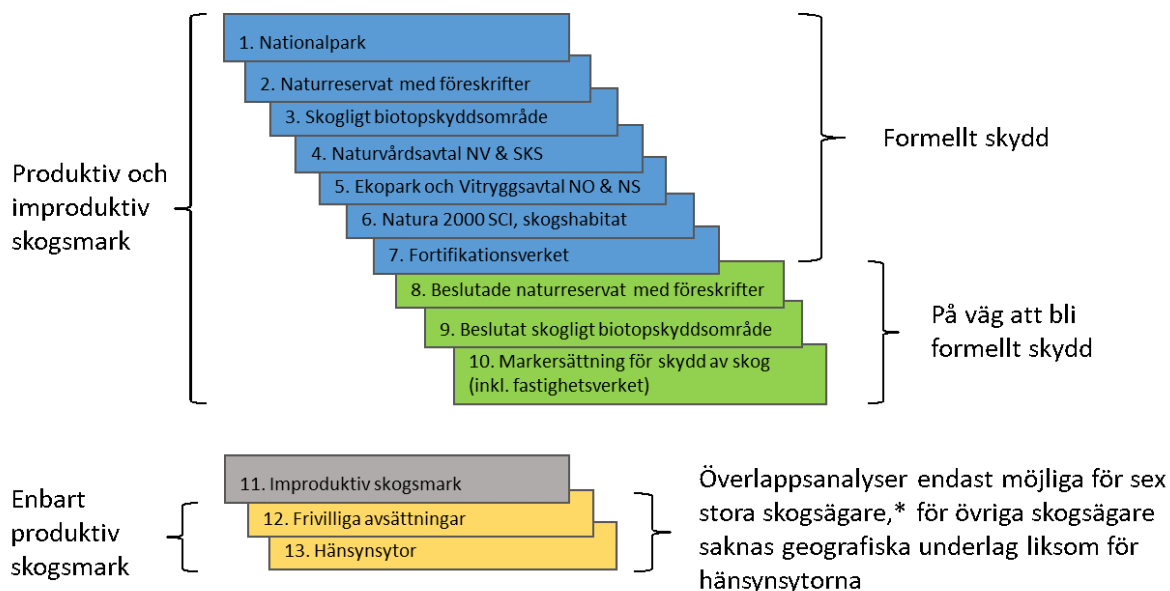 1. Nationalpark
2. Naturreservat med föreskrifter
3. Skogligt biotopskyddsområde
4. Naturvårdsavtal NV & SKS
5. Ekopark och Vitryggsavtal NO & NS
6. Natura 2000 SCI, skogshabitat
7. Fortifikationsverket
8. Beslutade naturreservat med föreskrifter
9. Beslutat skogligt biotopskyddsområde
10. Markersättning för skydd av skog
(inkl. fastighetsverket)
Produktiv och
improduktiv
skogsmark
Formellt skydd
På väg att bli
formellt skydd
11. Improduktiv skogsmark
12. Frivilliga avsättningar
13. Hänsynsytor
Enbart
produktiv
skogsmark
Överlappsanalyser endast möjliga för sex
stora skogsägare,* för övriga skogsägare
saknas geografiska underlag liksom för
hänsynsytorna